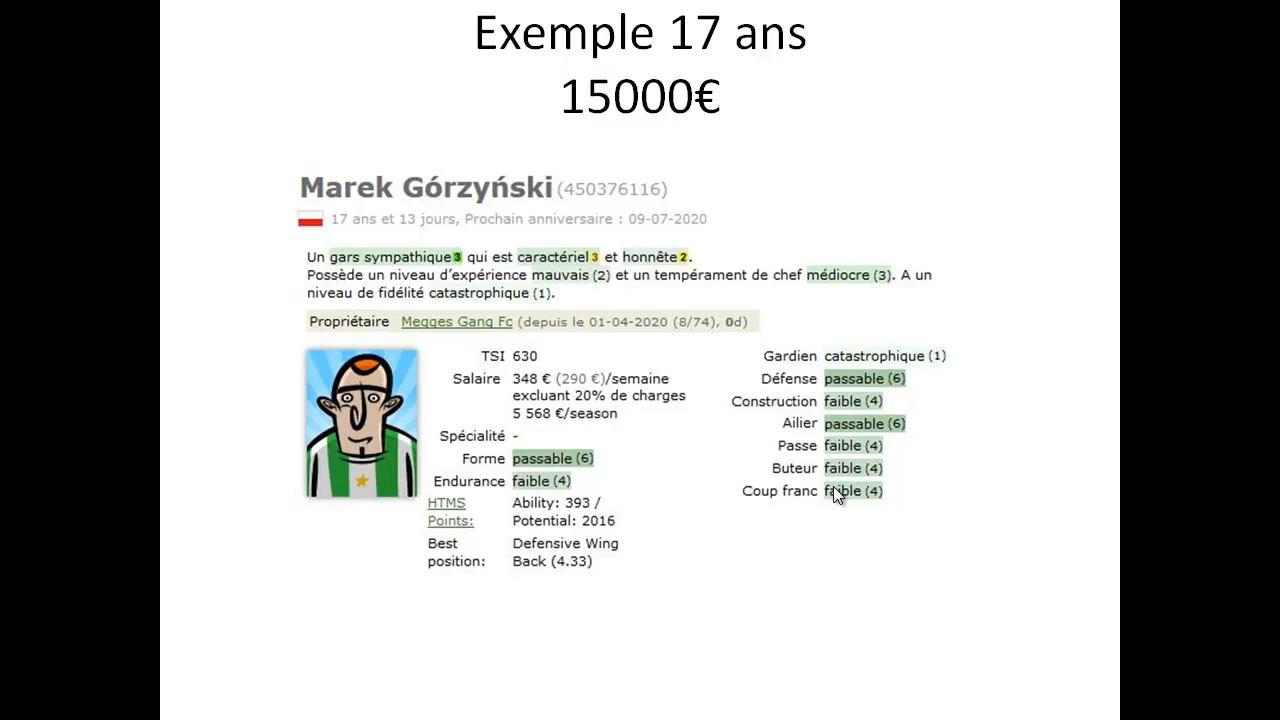 Exemple 17 ans
15000€
Marek Górzyński (450376116)
17 ans et 13 jours, Prochain anniversaire : 09-07-2020
Un gars sympathique 3 qui est caractériel 3 et honnête 2.
Possède un niveau d’expérience mauvais (2) et un tempérament de chef médiocre (3). A un
niveau de fidélité catastrophique (1).
Propriétaire Megges Gang Fc (depuis le 01-04-2020 (8/74), 0d)
TSI 630
Salaire 348 € (290 €)/semaine
excluant 20% de charges
5 568 €/season
Spécialité -
Forme passable (6)
Endurance faible (4)
HTMS Ability: 393 /
Points: Potential: 2016
Best Defensive Wing
position: Back (4.33)
Gardien catastrophique (1)
Défense passable (6)
Construction faible (4)
Ailier passable (6)
Passe faible (4)
Buteur faible (4)
Coup franc faible (4)